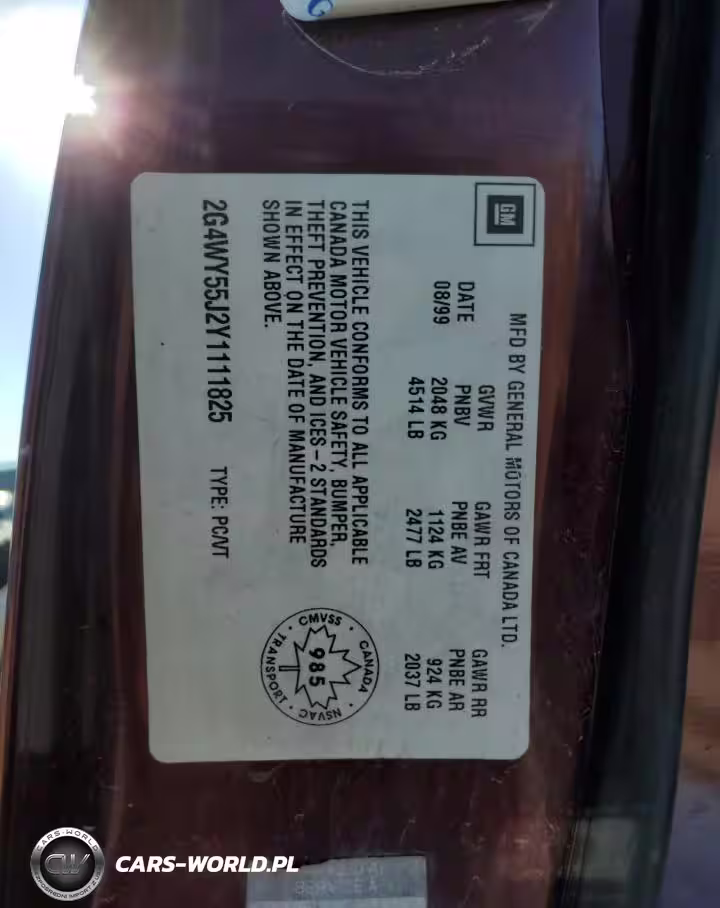 G
GM
MFD BY GENERAL MOTORS OF CANADA LTD.
DATE GVWR GAWR FRT GAWR RR
08/99 PNBV PNBE AV PNBE AR
2048 KG 1124 KG 924 KG
4514 LB 2477 LB 2037 LB
THIS VEHICLE CONFORMS TO ALL APPLICABLE
CANADA MOTOR VEHICLE SAFETY, BUMPER,
THEFT PREVENTION, AND ICES-2 STANDARDS
IN EFFECT ON THE DATE OF MANUFACTURE
SHOWN ABOVE.
CMVSS · CANADA · NSVAC · TRANSPORT ·
985
2G4WY55J2Y1111825 TYPE: PC/VT
CARS-WORLD
CW
CARS-WORLD.PL